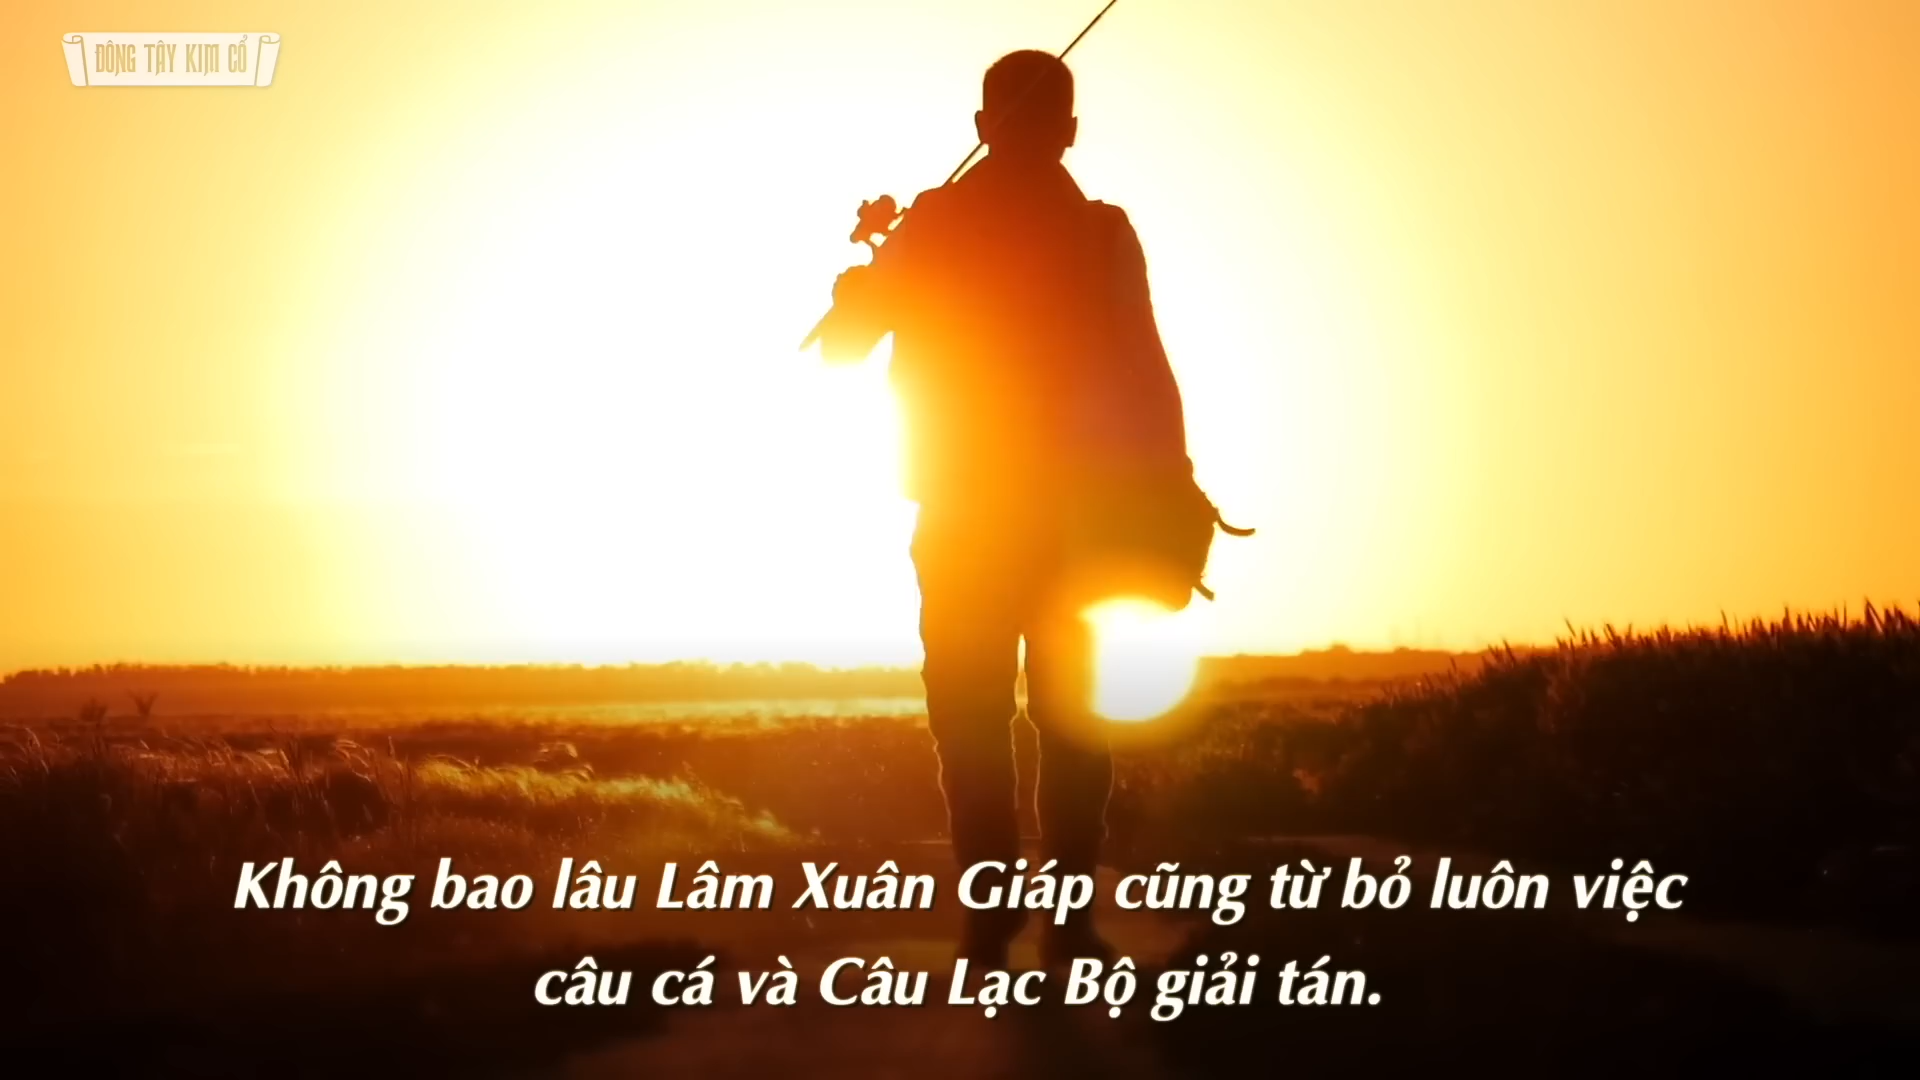 ĐÔNG TÂY KIM CỔ
Không bao lâu Lâm Xuân Giáp cũng từ bỏ luôn việc
câu cá và Câu Lạc Bộ giải tán.